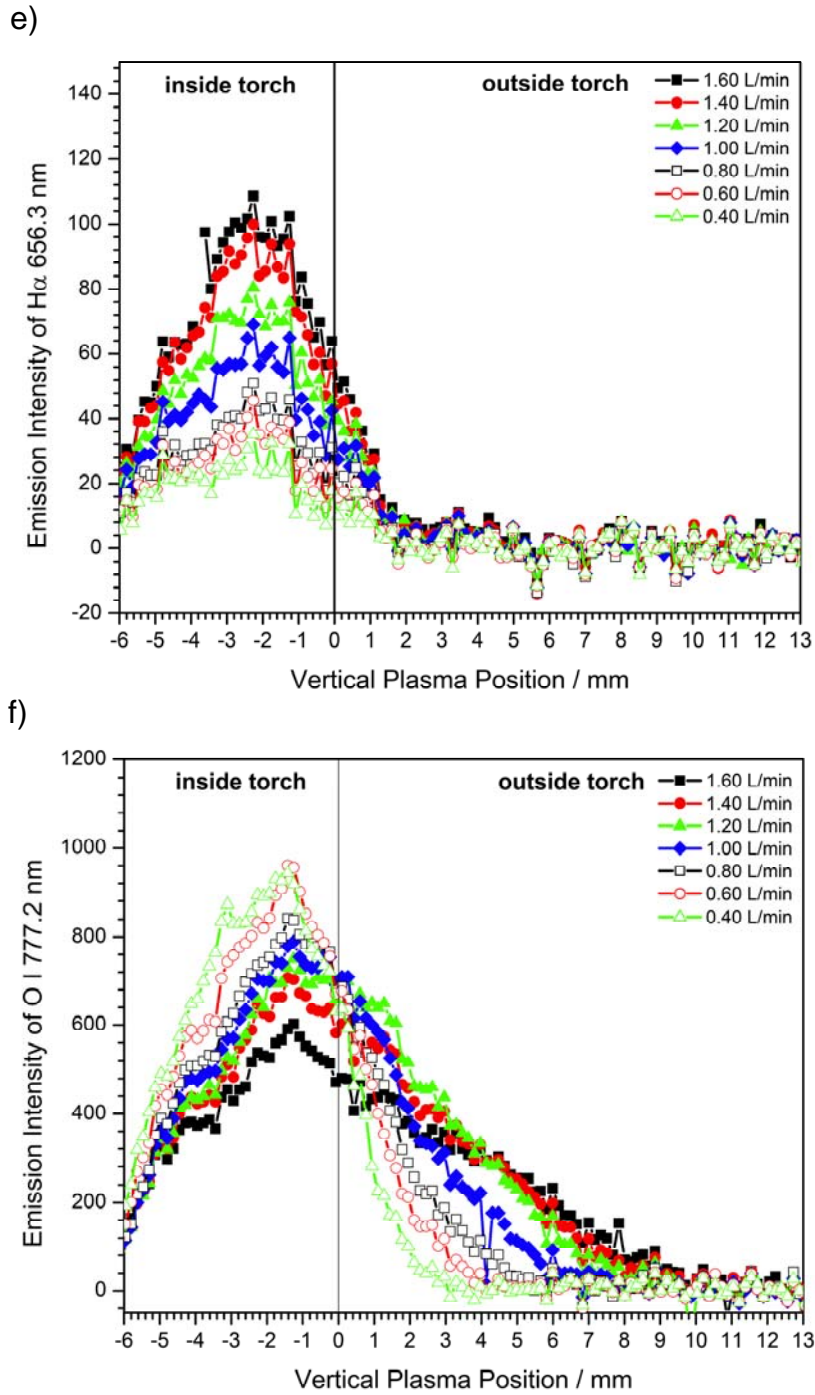 e)
inside torch
outside torch
1.60 L/min
1.40 L/min
1.20 L/min
1.00 L/min
0.80 L/min
0.60 L/min
0.40 L/min
Emission Intensity of Hα 656.3 nm
140
120
100
80
60
40
20
0
-20
-6 -5 -4 -3 -2 -1 0 1 2 3 4 5 6 7 8 9 10 11 12 13
Vertical Plasma Position / mm
f)
inside torch
outside torch
1.60 L/min
1.40 L/min
1.20 L/min
1.00 L/min
0.80 L/min
0.60 L/min
0.40 L/min
Emission Intensity of O I 777.2 nm
1200
1000
800
600
400
200
0
-6 -5 -4 -3 -2 -1 0 1 2 3 4 5 6 7 8 9 10 11 12 13
Vertical Plasma Position / mm